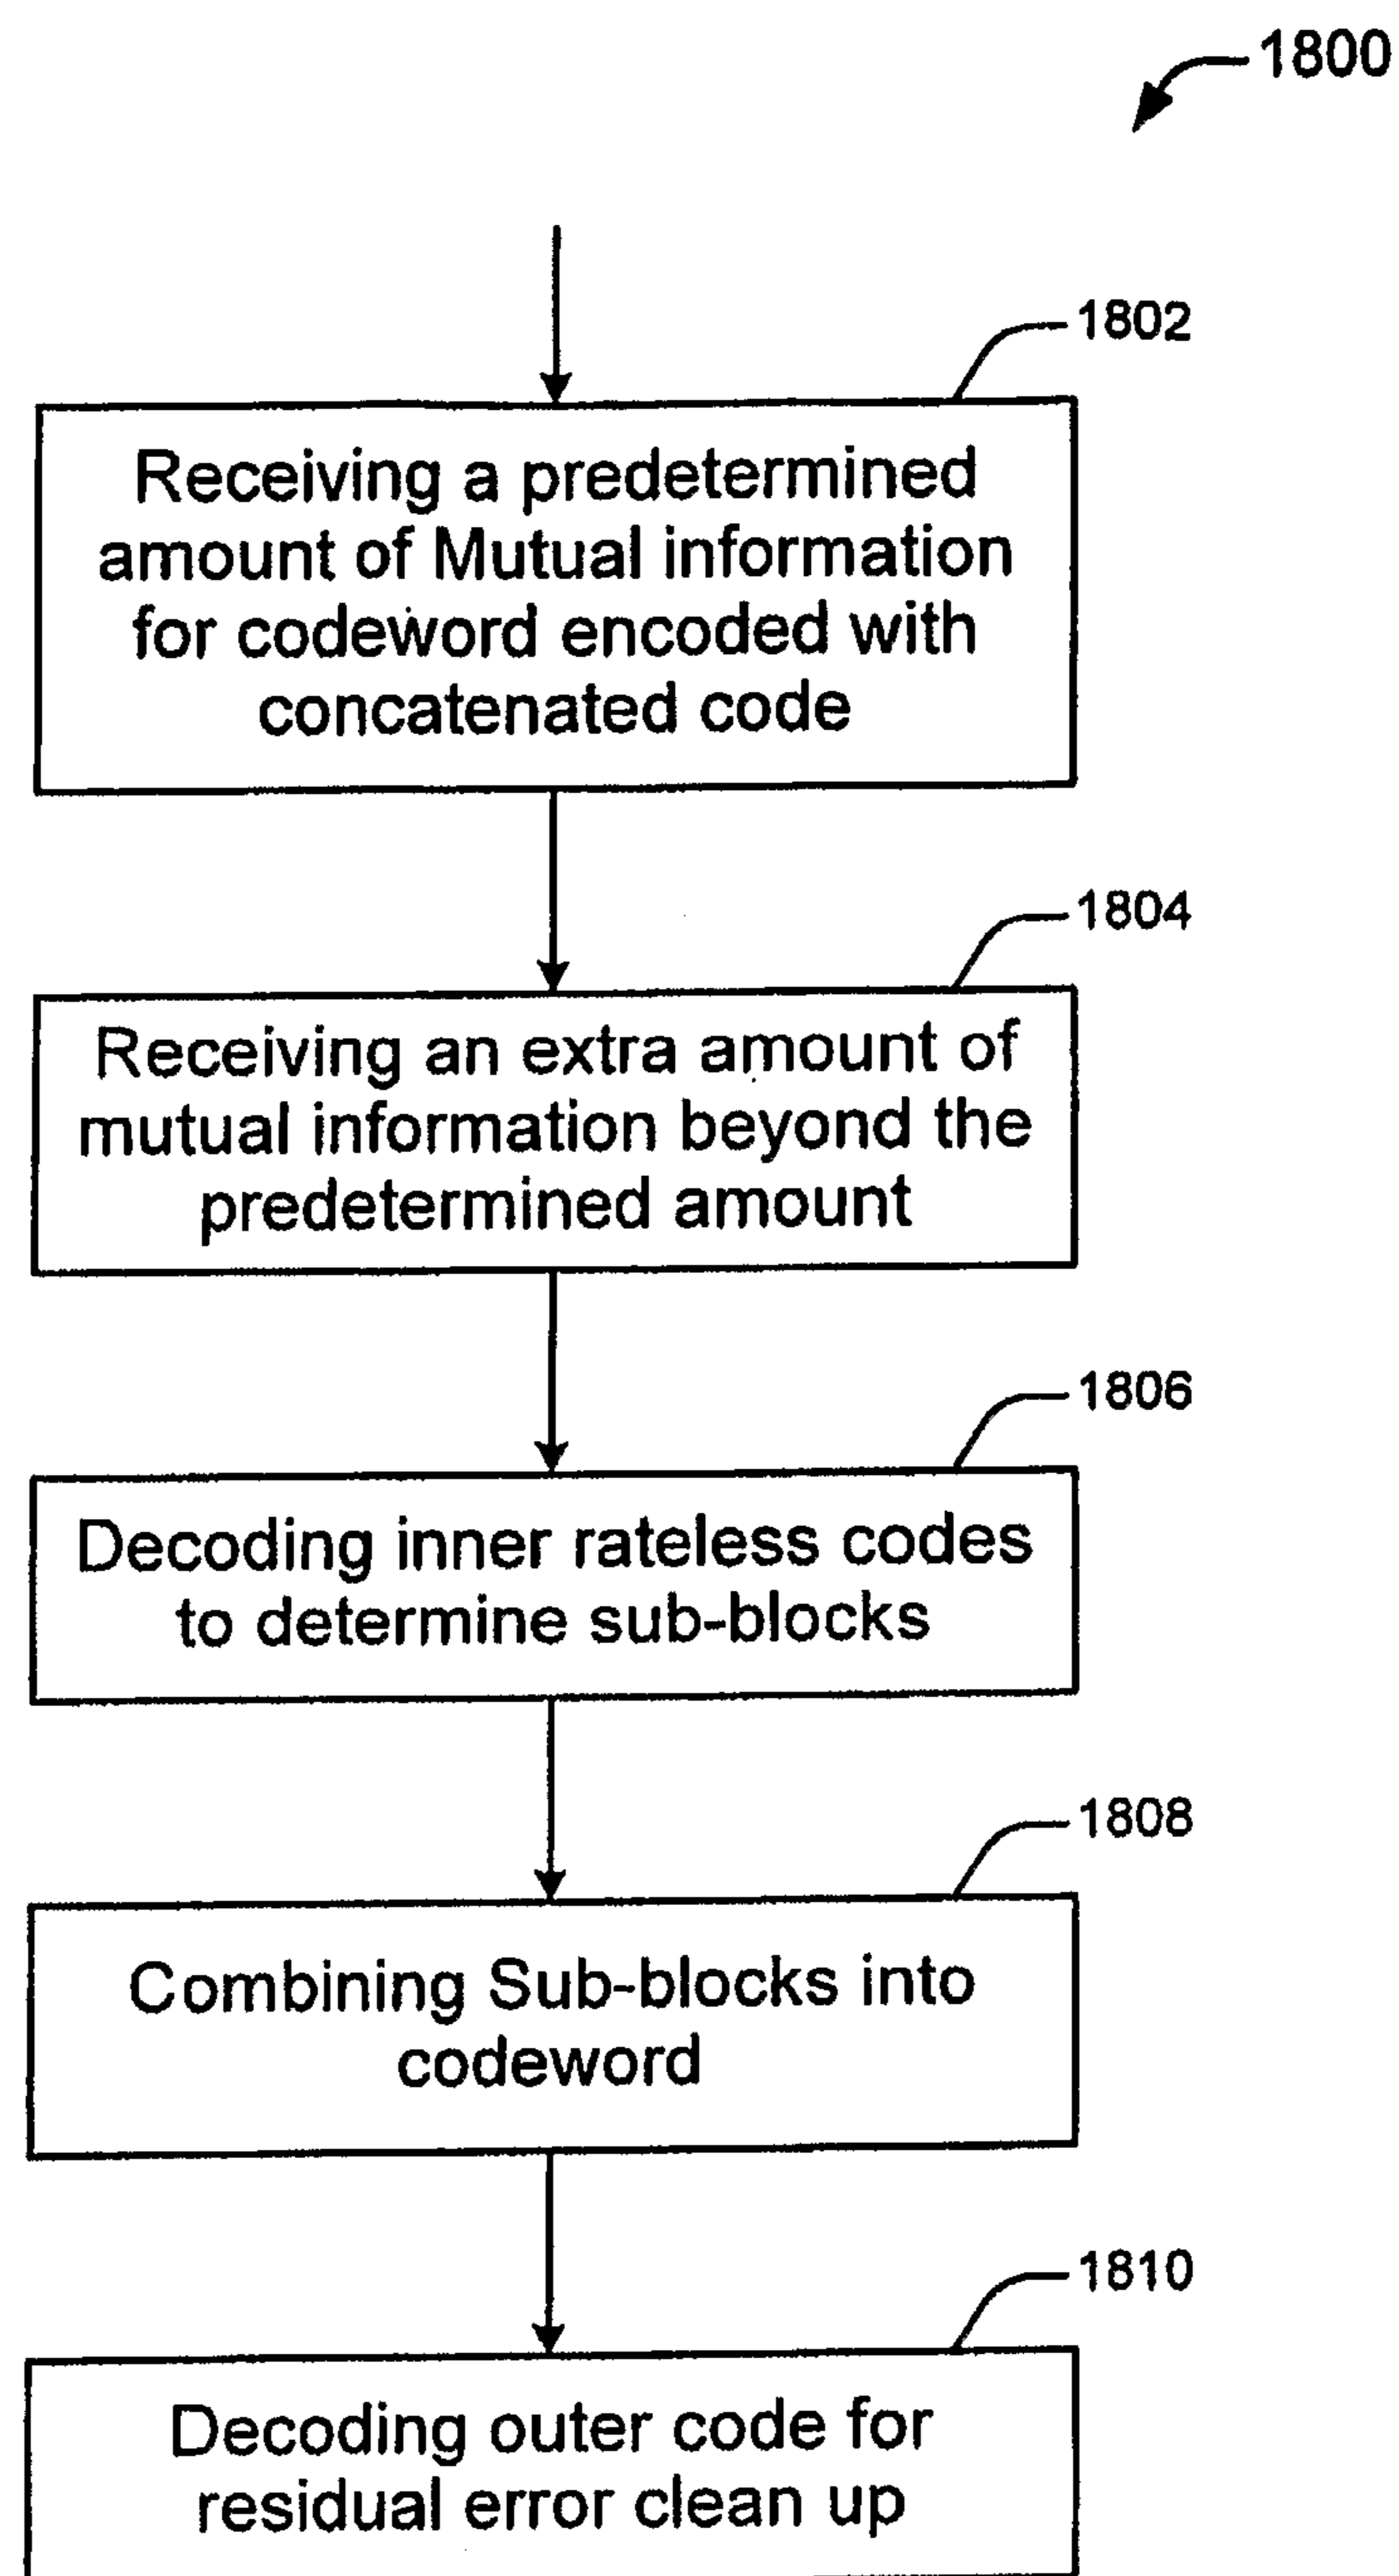 1800
1802
Receiving a predetermined
amount of Mutual information
for codeword encoded with
concatenated code
1804
Receiving an extra amount of
mutual information beyond the
predetermined amount
1806
Decoding inner rateless codes
to determine sub-blocks
1808
Combining Sub-blocks into
codeword
1810
Decoding outer code for
residual error clean up